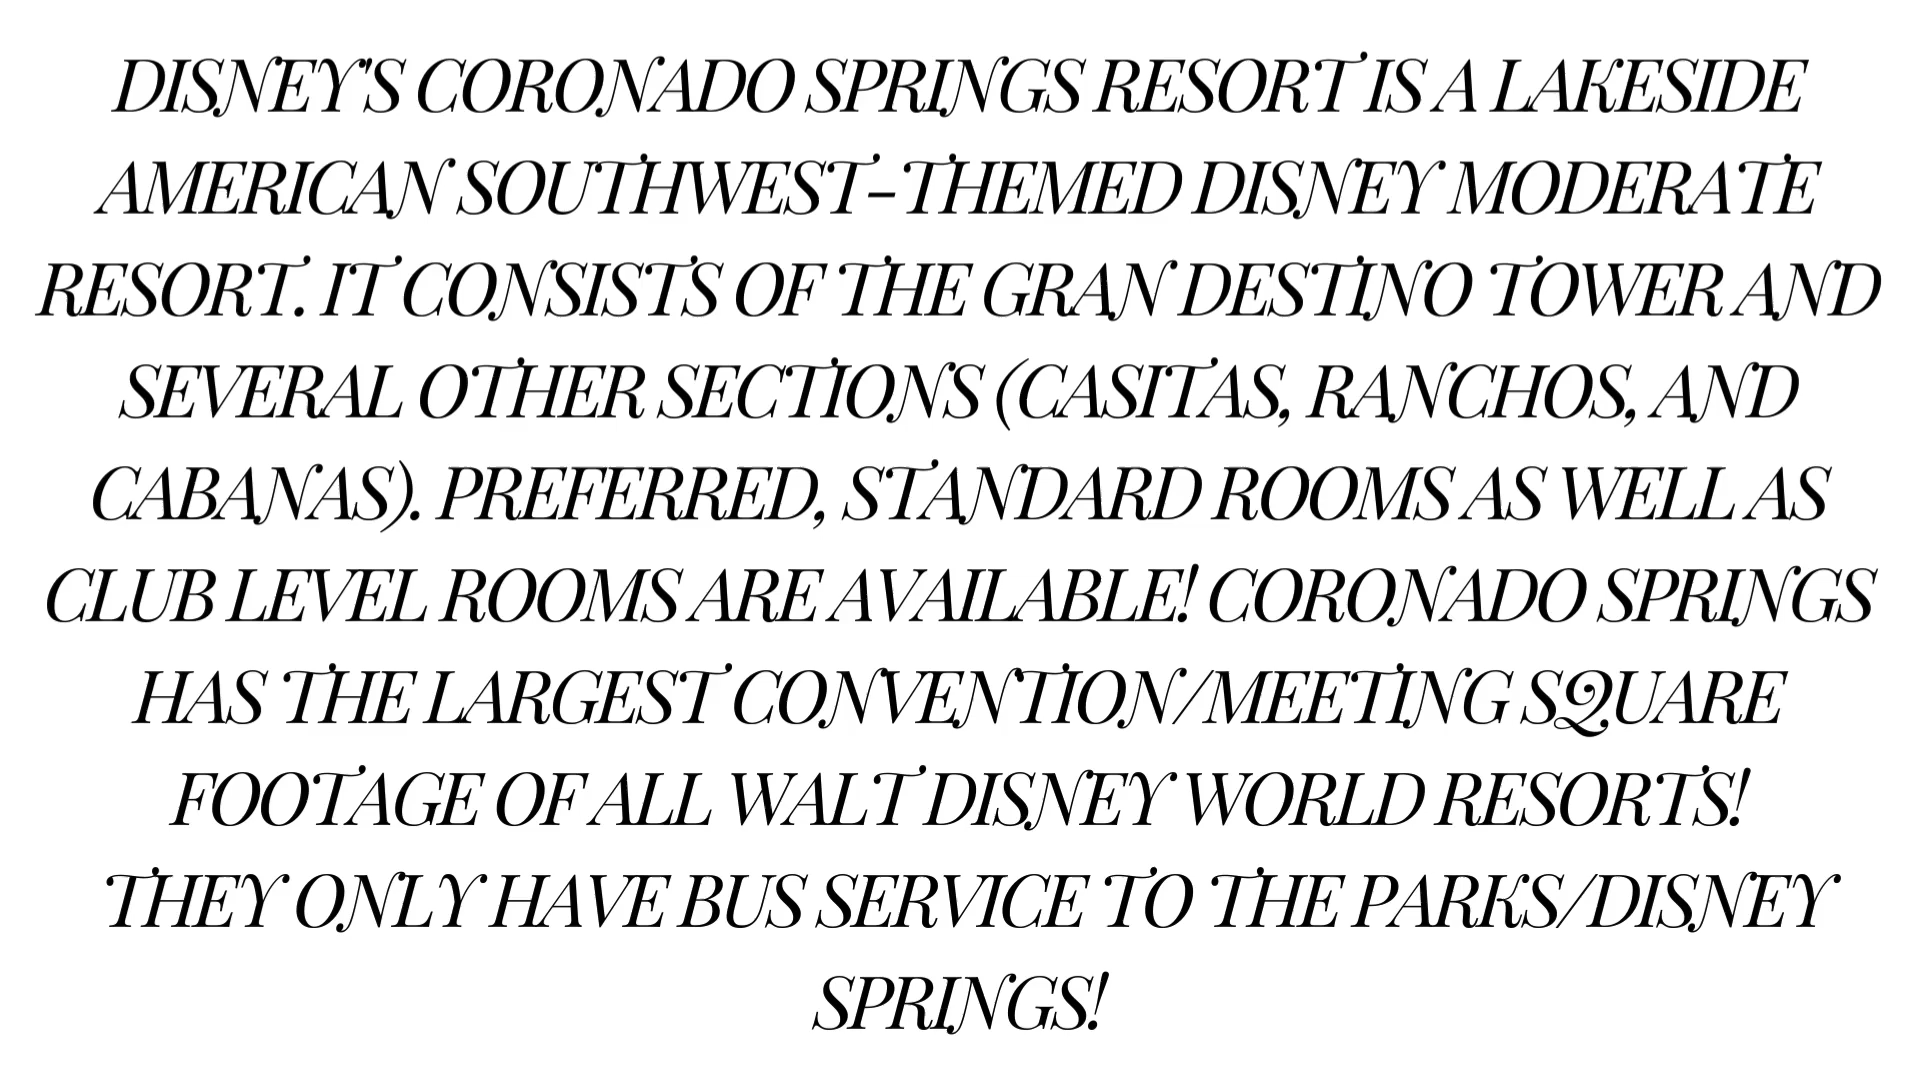 DISNEY'S CORONADO SPRINGS RESORT IS A LAKESIDE
AMERICAN SOUTHWEST-THEMED DISNEY MODERATE
RESORT. IT CONSISTS OF THE GRAN DESTINO TOWER AND
SEVERAL OTHER SECTIONS (CASITAS, RANCHOS, AND
CABANAS). PREFERRED, STANDARD ROOMS AS WELL AS
CLUB LEVEL ROOMS ARE AVAILABLE! CORONADO SPRINGS
HAS THE LARGEST CONVENTION/MEETING SQUARE
FOOTAGE OF ALL WALT DISNEY WORLD RESORTS!
THEY ONLY HAVE BUS SERVICE TO THE PARKS/DISNEY
SPRINGS!